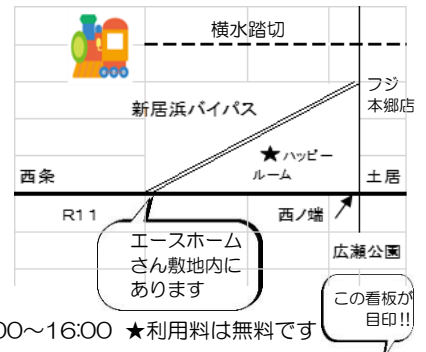 横水踏切
フジ
本郷店
新居浜バイパス
★ハッピー
ルーム
西条
土居
R11
西ノ端
エースホーム
さん敷地内に
あります
広瀬公園
この看板が
目印!!
00～16:00 ★利用料は無料です